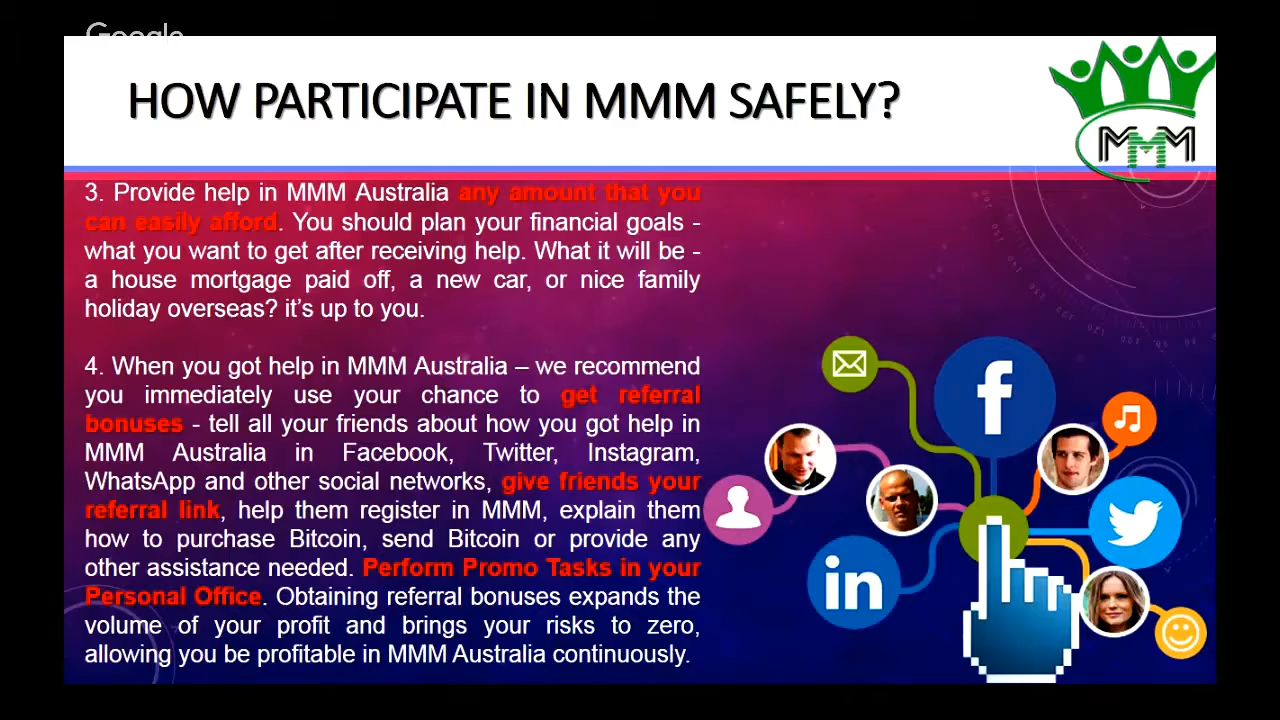 Google
HOW PARTICIPATE IN MMM SAFELY?
MMM
3. Provide help in MMM Australia any amount that you
can easily afford. You should plan your financial goals -
what you want to get after receiving help. What it will be -
a house mortgage paid off, a new car, or nice family
holiday overseas? it’s up to you.
4. When you got help in MMM Australia – we recommend
you immediately use your chance to get referral
bonuses - tell all your friends about how you got help in
MMM Australia in Facebook, Twitter, Instagram,
WhatsApp and other social networks, give friends your
referral link, help them register in MMM, explain them
how to purchase Bitcoin, send Bitcoin or provide any
other assistance needed. Perform Promo Tasks in your
Personal Office. Obtaining referral bonuses expands the
volume of your profit and brings your risks to zero,
allowing you be profitable in MMM Australia continuously.
f
in